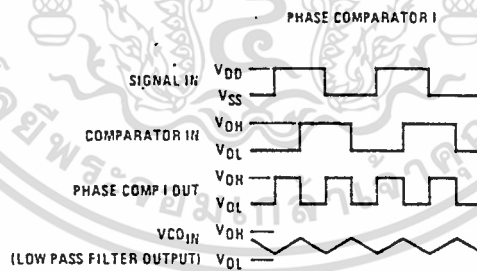 PHASE COMPARATOR I
SIGNAL IN VDD
VSS
COMPARATOR IN VOH
VOL
PHASE COMP I OUT VOH
VOL
VCOIN VOH
(LOW PASS FILTER OUTPUT) VOL